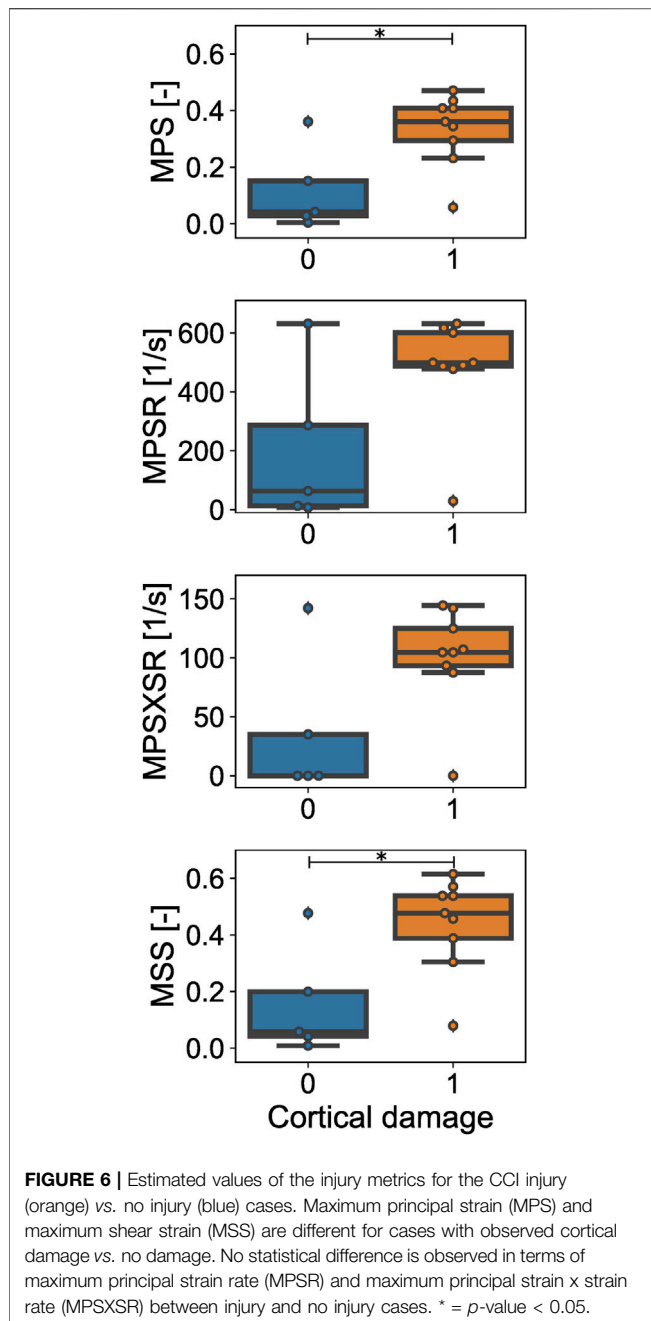 *
MPS [-]
0.6
0.4
0.2
0.0
0 1
MPSR [1/s]
600
400
200
0
0 1
MPSXSR [1/s]
150
100
50
0
0 1
*
MSS [-]
0.6
0.4
0.2
0.0
0 1
Cortical damage
FIGURE 6 | Estimated values of the injury metrics for the CCI injury
(orange) vs. no injury (blue) cases. Maximum principal strain (MPS) and
maximum shear strain (MSS) are different for cases with observed cortical
damage vs. no damage. No statistical difference is observed in terms of
maximum principal strain rate (MPSR) and maximum principal strain x strain
rate (MPSXSR) between injury and no injury cases. * = p-value < 0.05.